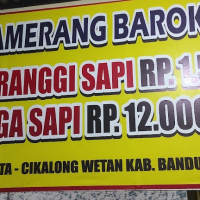 AMERANG BAROK
RANGGI SAPI RP. 1.
GA SAPI RP. 12.000
TA - CIKALONG WETAN KAB. BANDU